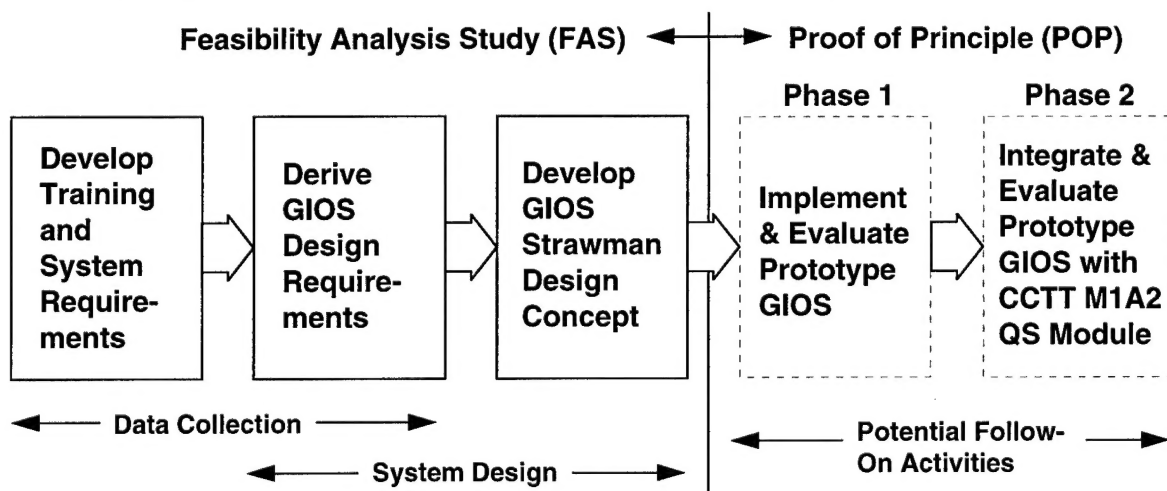 Feasibility Analysis Study (FAS)
Proof of Principle (POP)
Phase 1
Phase 2
Develop
Training
and
System
Require-
ments
Derive
GIOS
Design
Require-
ments
Develop
GIOS
Strawman
Design
Concept
Implement
& Evaluate
Prototype
GIOS
Integrate &
Evaluate
Prototype
GIOS with
CCTT M1A2
QS Module
Data Collection
System Design
Potential Follow-
On Activities